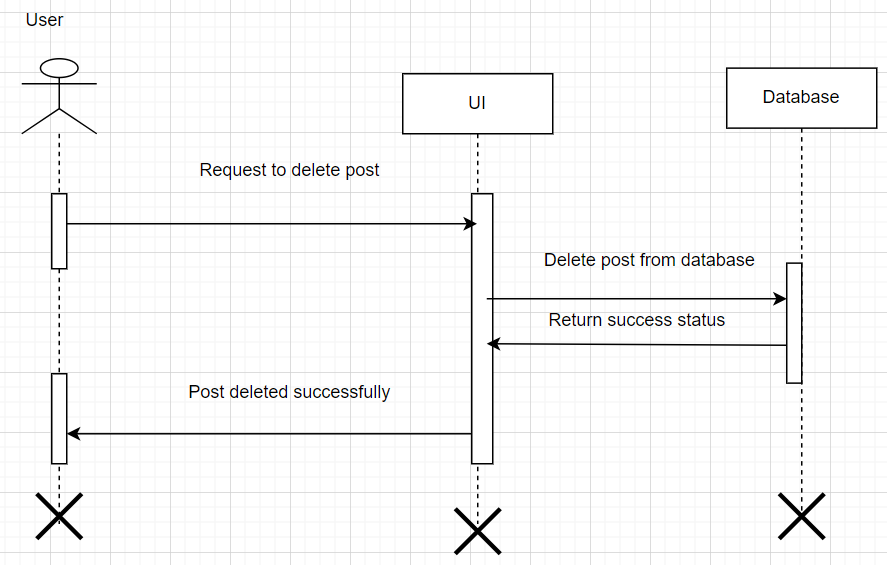 User
UI
Database
Request to delete post
Delete post from database
Return success status
Post deleted successfully